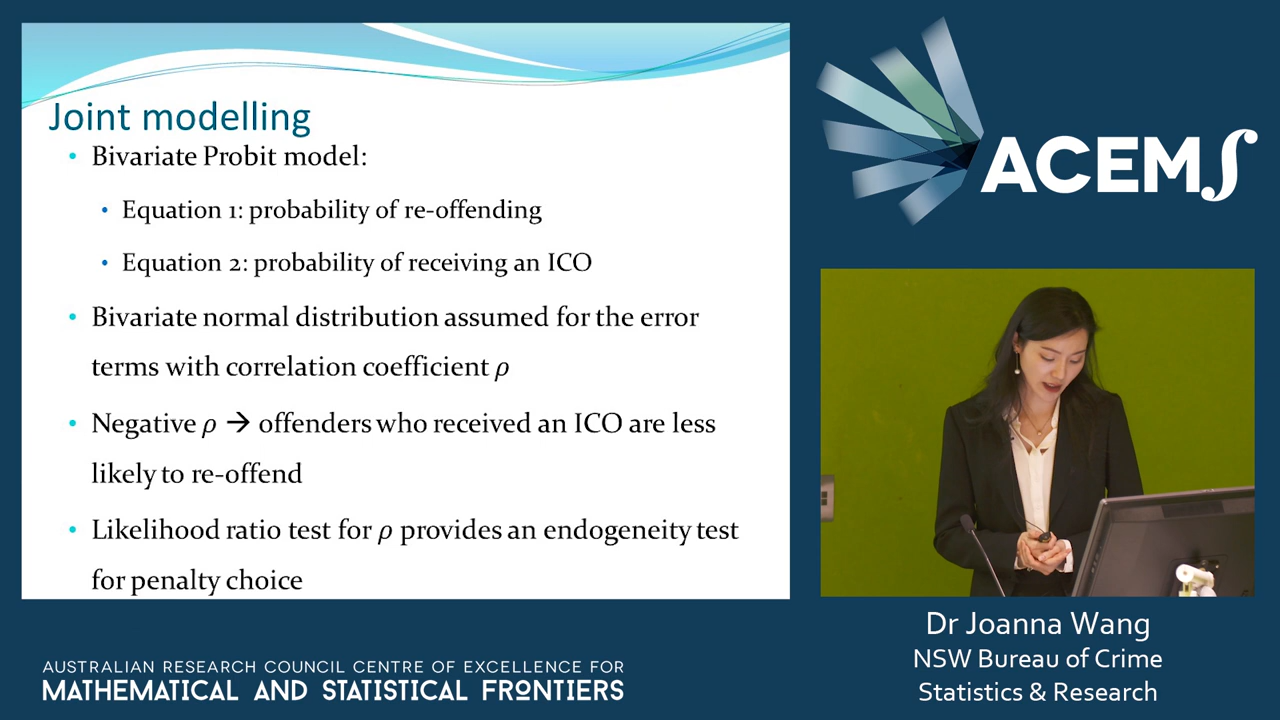 Joint modelling
• Bivariate Probit model:
• Equation 1: probability of re-offending
• Equation 2: probability of receiving an ICO
• Bivariate normal distribution assumed for the error
terms with correlation coefficient ρ
• Negative ρ → offenders who received an ICO are less
likely to re-offend
• Likelihood ratio test for ρ provides an endogeneity test
for penalty choice
ACEMS
Dr Joanna Wang
NSW Bureau of Crime
Statistics & Research
AUSTRALIAN RESEARCH COUNCIL CENTRE OF EXCELLENCE FOR
MATHEMATICAL AND STATISTICAL FRONTIERS